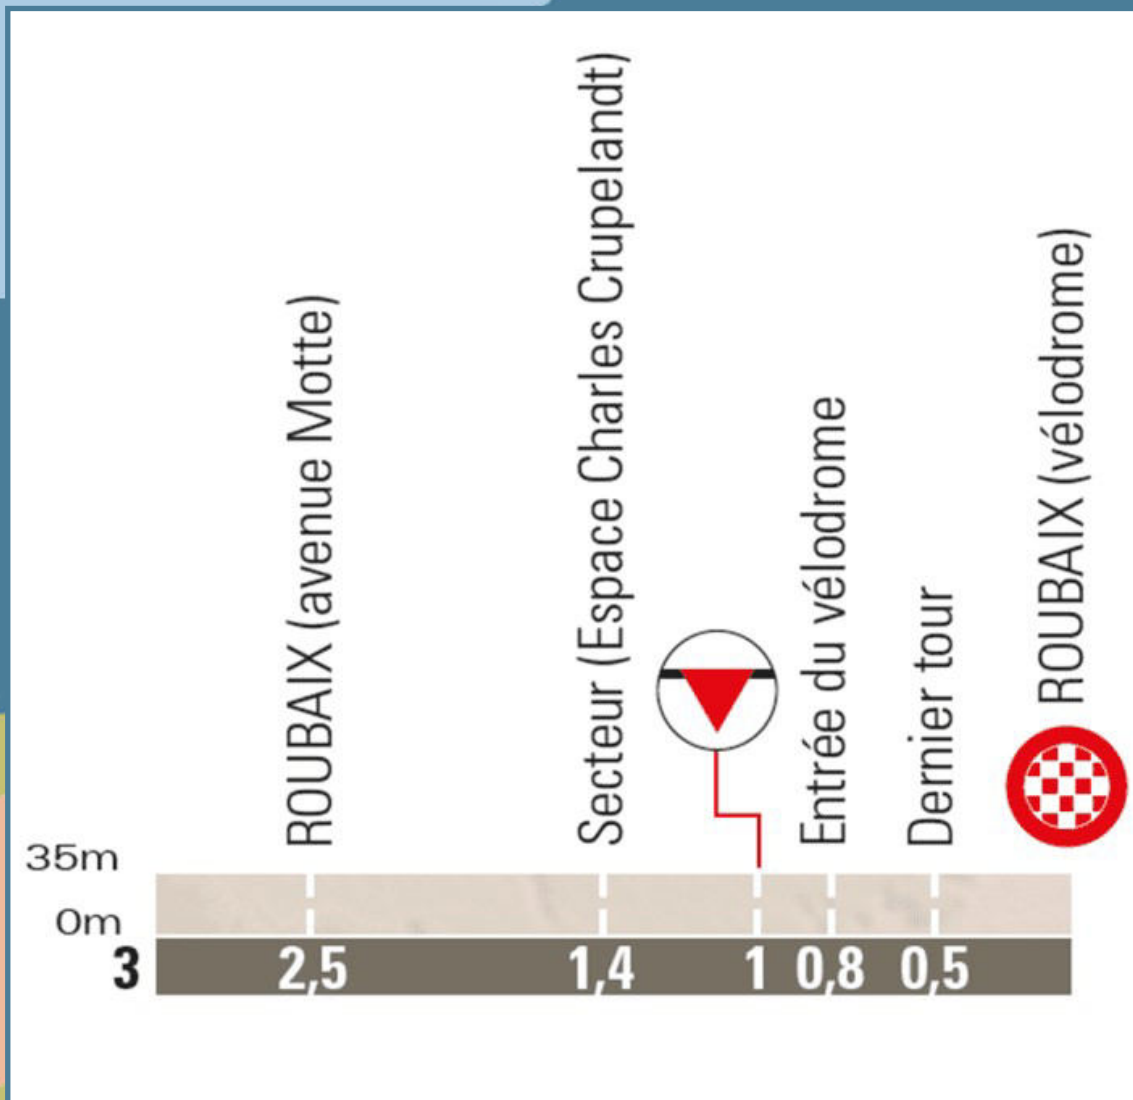 ROUBAIX (avenue Motte)
Secteur (Espace Charles Crupelandt)
Entrée du vélodrome
Dernier tour
ROUBAIX (vélodrome)
35m
0m
3 2,5 1,4 1 0,8 0,5